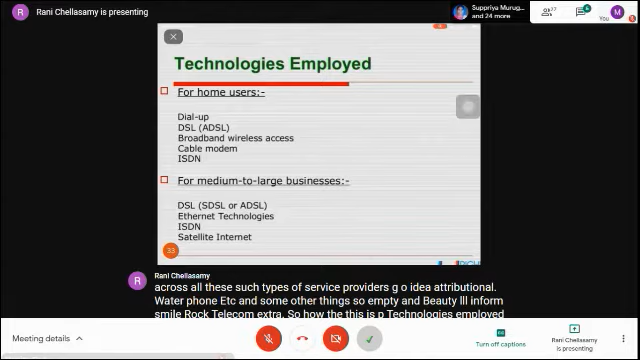 R Rani Chellasamy is presenting
Suppriya Murug...
and 24 more
27
6
You
M
Technologies Employed
For home users:-
Dial-up
DSL (ADSL)
Broadband wireless access
Cable modem
ISDN
For medium-to-large businesses:-
DSL (SDSL or ADSL)
Ethernet Technologies
ISDN
Satellite Internet
33
R Rani Chellasamy
across all these such types of service providers g o idea attributional.
Water phone Etc and some other things so empty and Beauty lll inform
smile Rock Telecom extra. So how the this is p Technologies employed
Meeting details
Turn off captions
Rani Chellasamy
is presenting